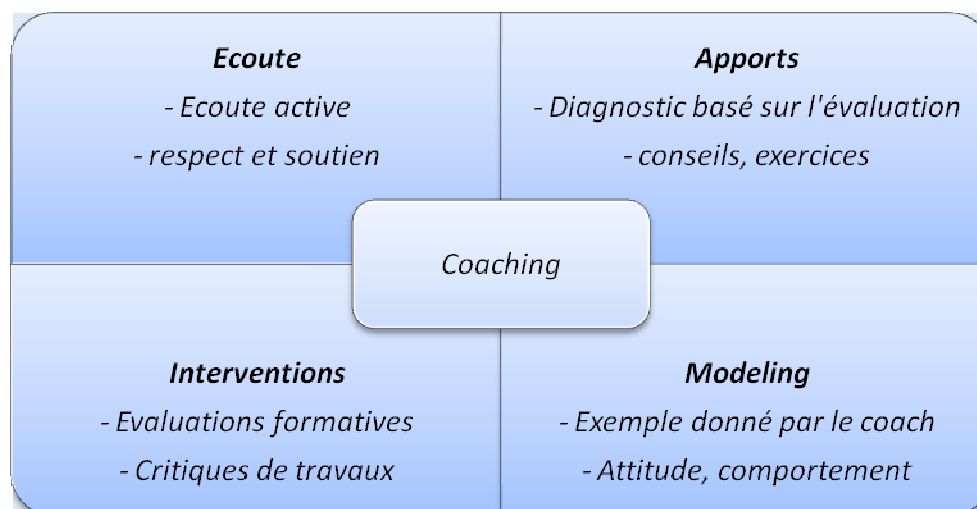 Ecoute
- Ecoute active
- respect et soutien
Apports
- Diagnostic basé sur l'évaluation
- conseils, exercices
Coaching
Interventions
- Evaluations formatives
- Critiques de travaux
Modeling
- Exemple donné par le coach
- Attitude, comportement